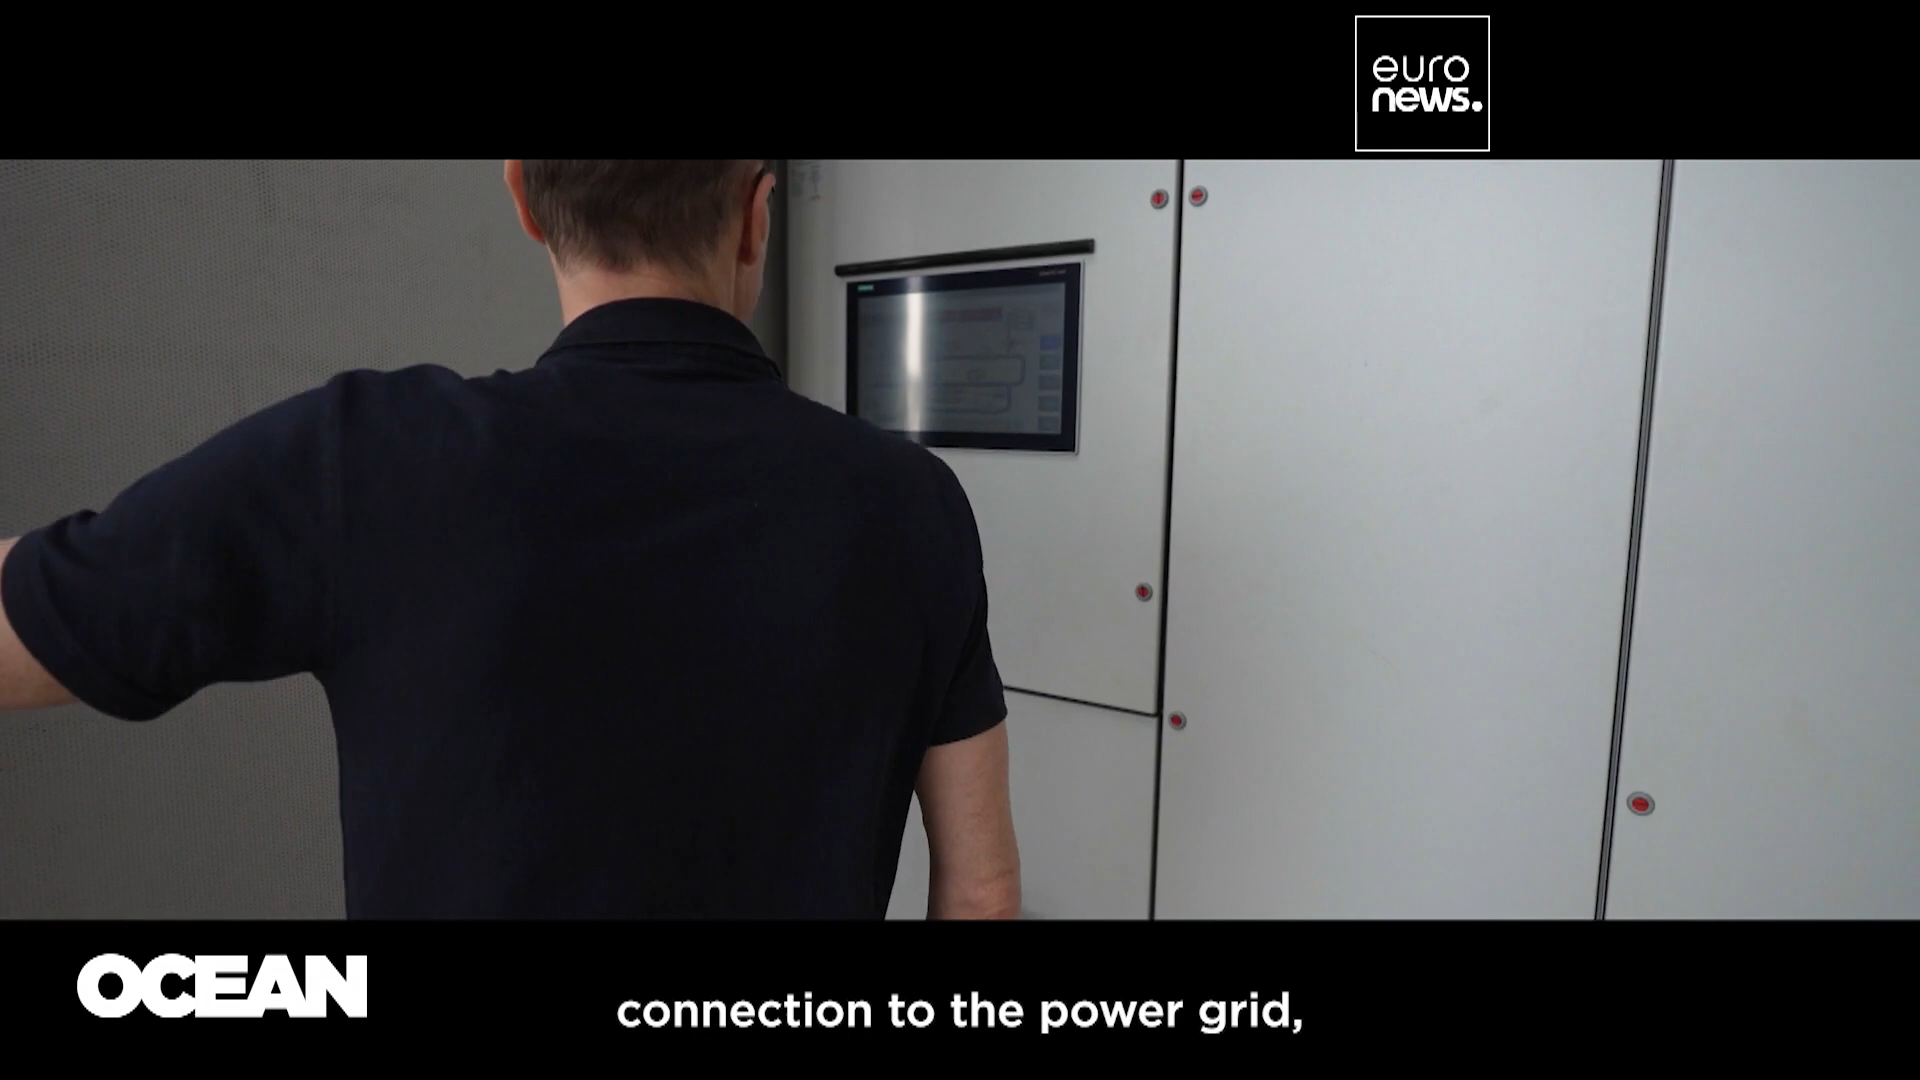 euro
news.
OCEAN
connection to the power grid,